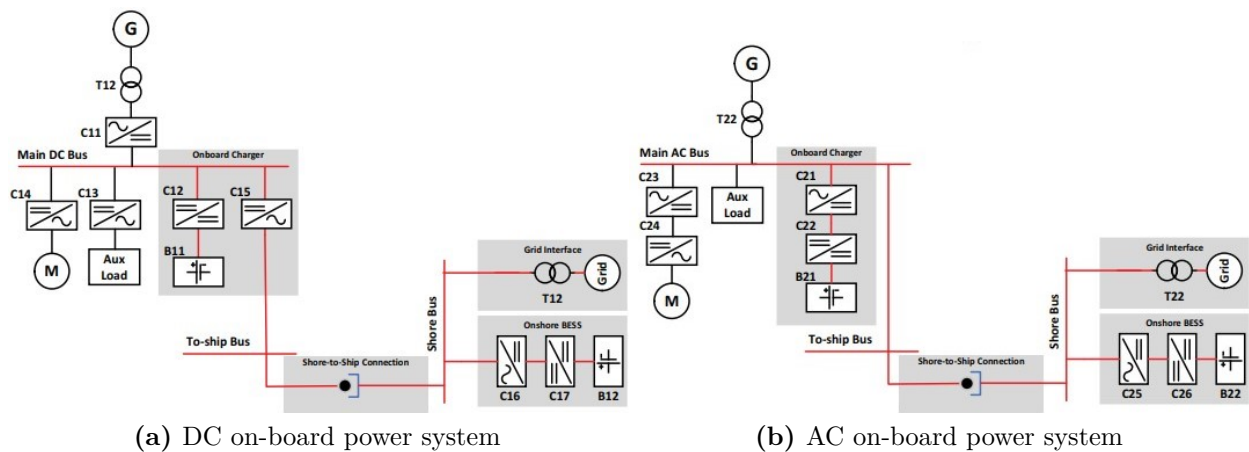 G
T12
C11
Main DC Bus
Onboard Charger
C14
C13
C12
C15
M
Aux
Load
B11
Grid Interface
Grid
T12
Shore Bus
Onshore BESS
To-ship Bus
Shore-to-Ship Connection
C16
C17
B12
(a) DC on-board power system
G
T22
Main AC Bus
Onboard Charger
C23
C21
Aux
Load
C24
C22
B21
M
Grid Interface
Grid
T22
Shore Bus
Onshore BESS
To-ship Bus
Shore-to-Ship Connection
C25
C26
B22
(b) AC on-board power system